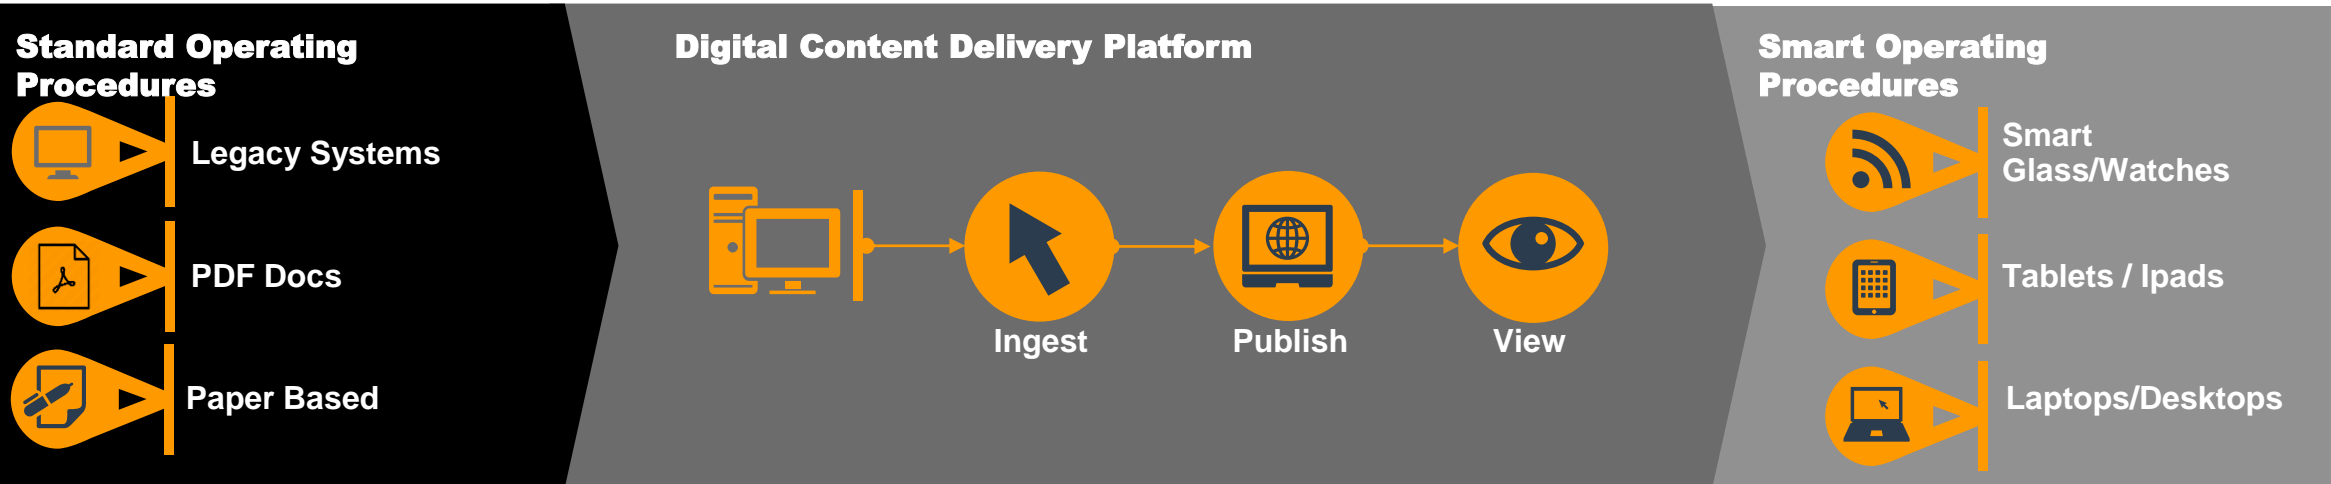 Standard Operating
Procedures
Legacy Systems
PDF Docs
Paper Based
Digital Content Delivery Platform
Ingest
Publish
View
Smart Operating
Procedures
Smart
Glass/Watches
Tablets / Ipads
Laptops/Desktops